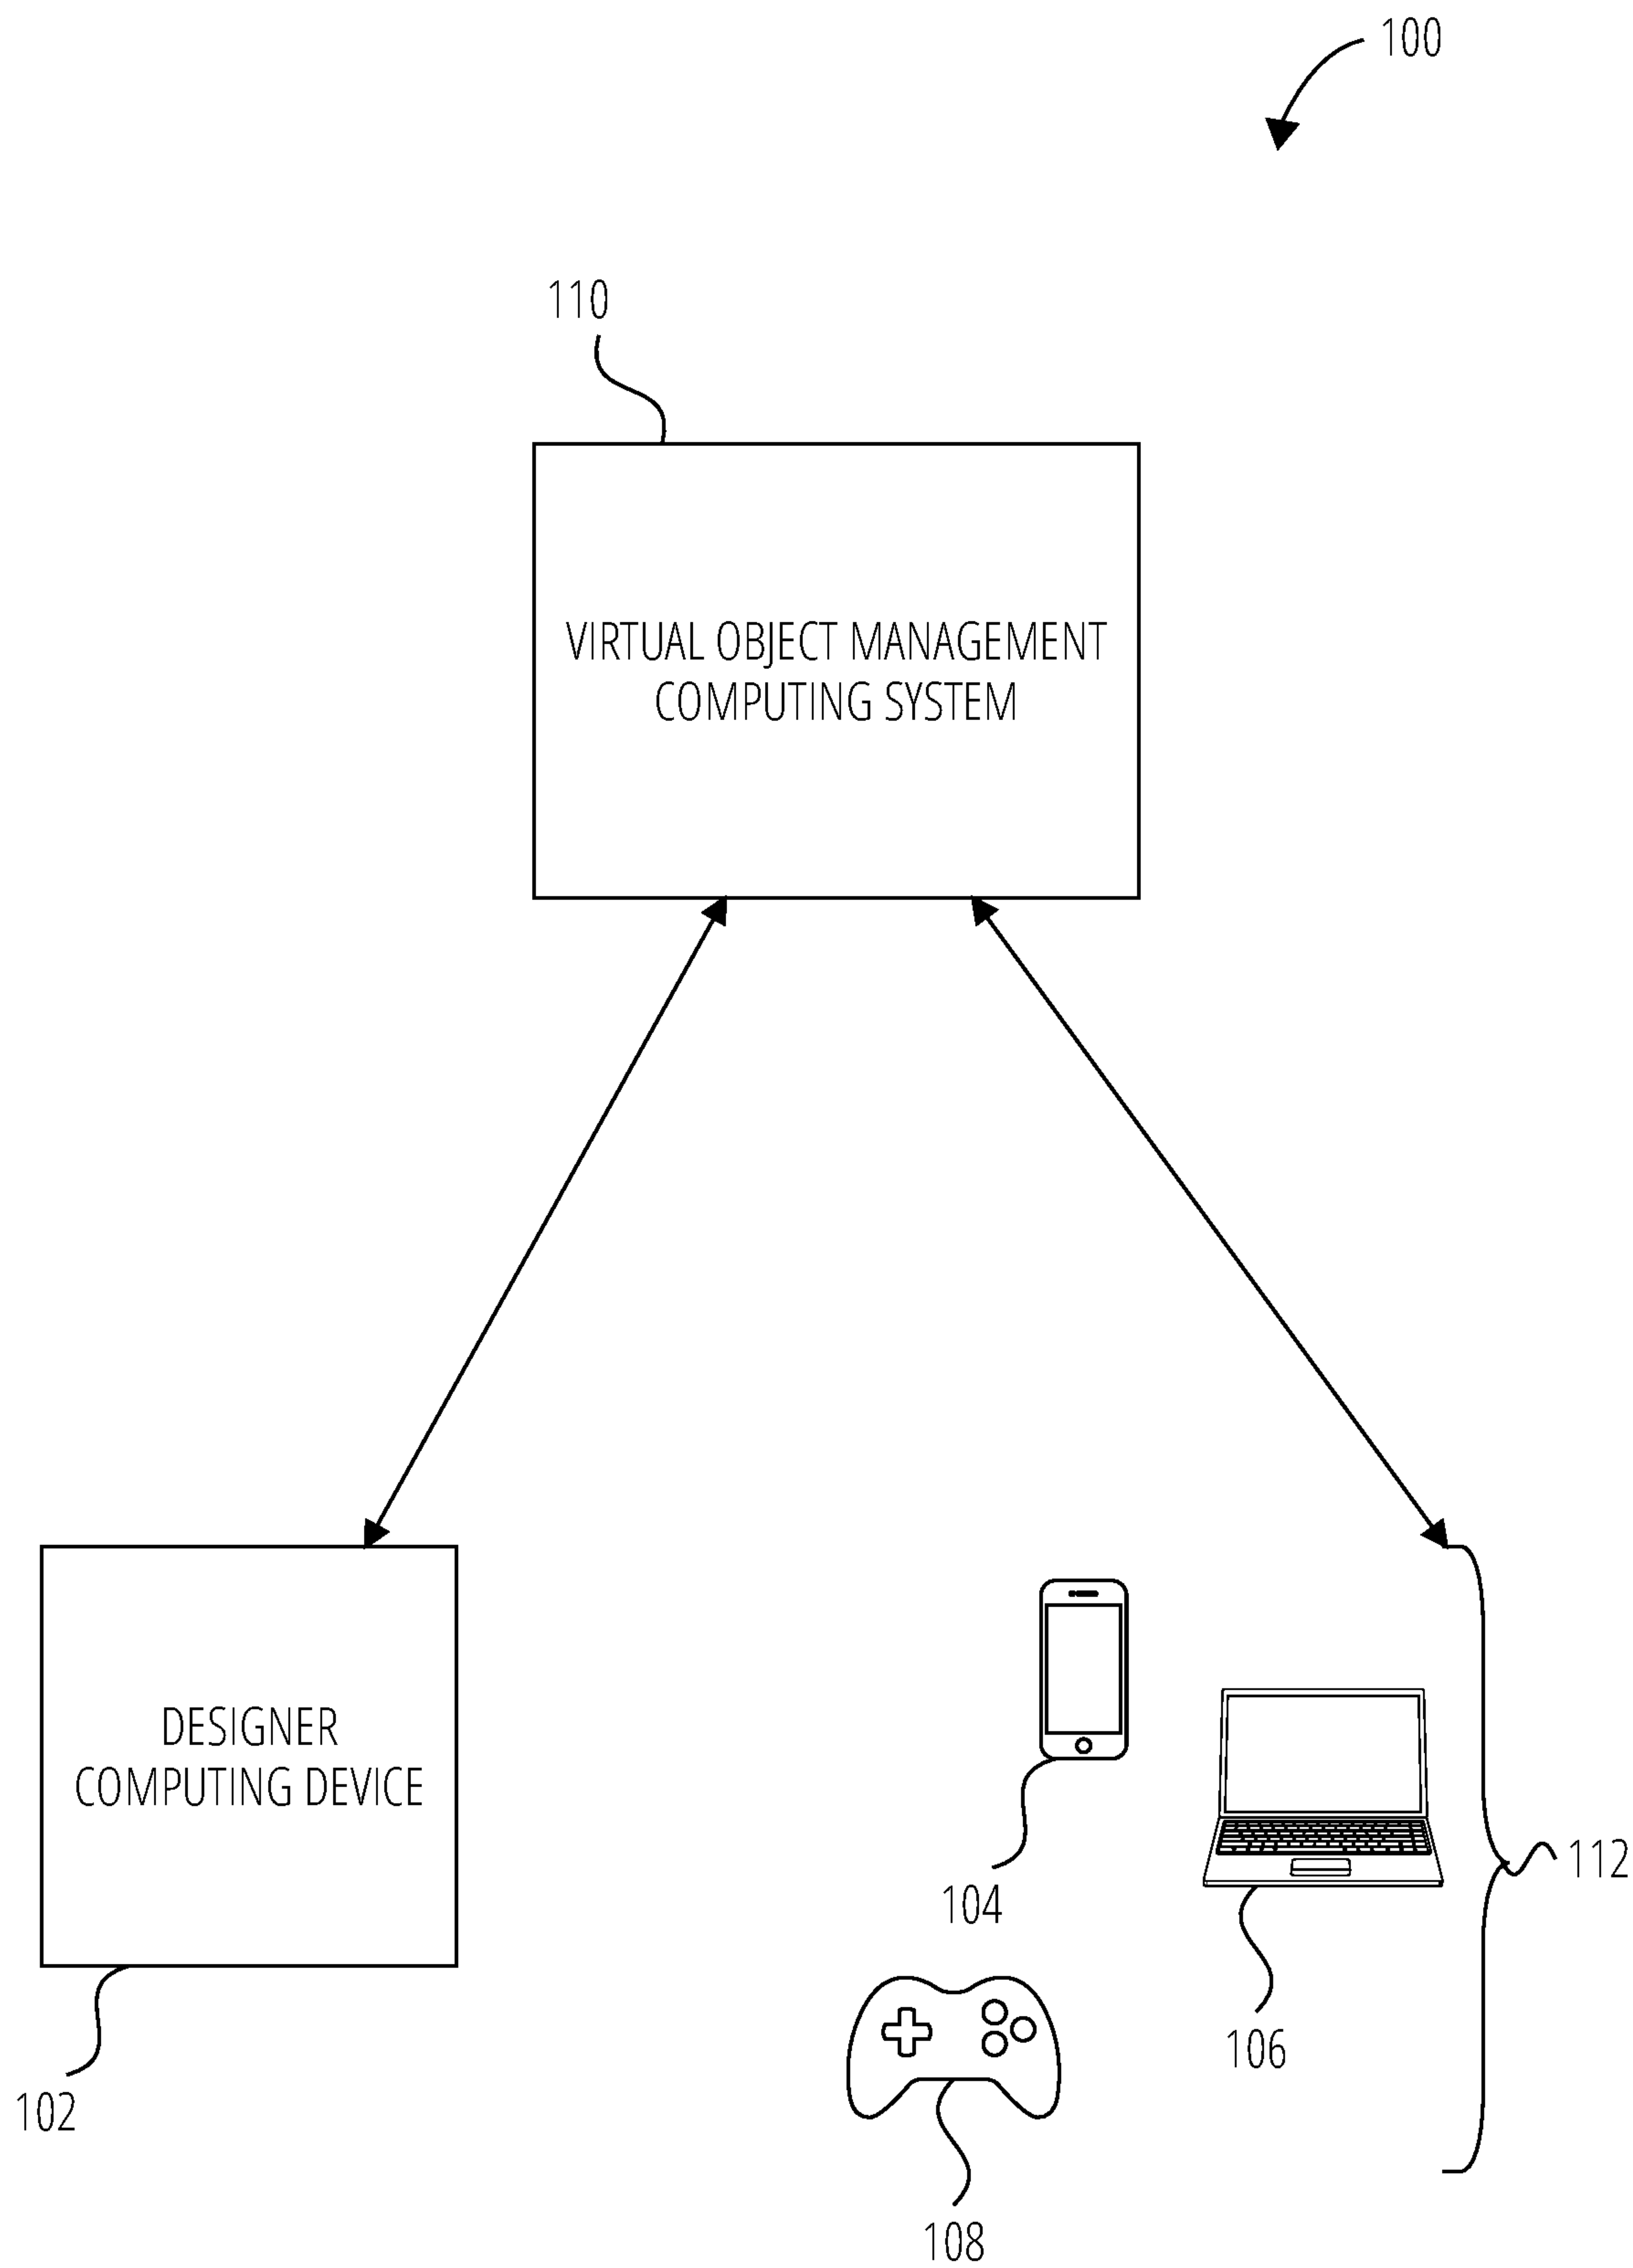 100
110
VIRTUAL OBJECT MANAGEMENT
COMPUTING SYSTEM
DESIGNER
COMPUTING DEVICE
112
104
106
102
108